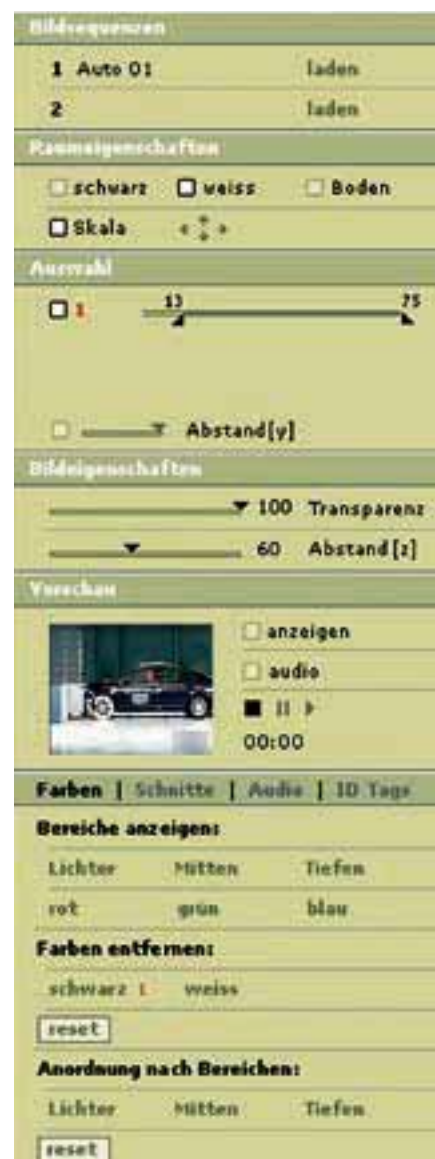 Bildsequenzen
1 Auto 01 laden
2 laden
Raumeigenschaften
schwarz weiss Boden
Skala
Auswahl
1 13 75
Abstand[y]
Bildeigenschaften
100 Transparenz
60 Abstand[z]
Vorschau
anzeigen
audio
00:00
Farben | Schnitte | Audio | ID Tags
Bereiche anzeigen:
Lichter Mitten Tiefen
rot grün blau
Farben entfernen:
schwarz 1 weiss
reset
Anordnung nach Bereichen:
Lichter Mitten Tiefen
reset